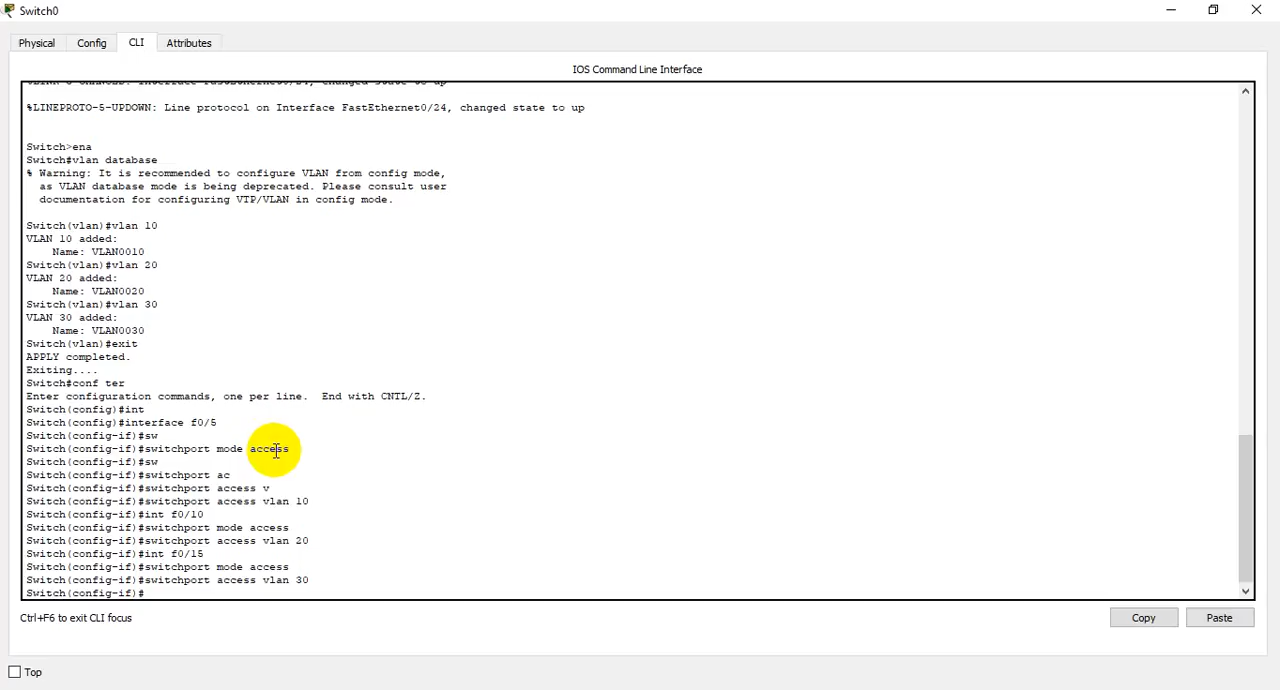 Switch0
Physical Config CLI Attributes
IOS Command Line Interface
changed state to up
%LINEPROTO-5-UPDOWN: Line protocol on Interface FastEthernet0/24, changed state to up
Switch>ena
Switch#vlan database
% Warning: It is recommended to configure VLAN from config mode,
as VLAN database mode is being deprecated. Please consult user
documentation for configuring VTP/VLAN in config mode.
Switch(vlan)#vlan 10
VLAN 10 added:
Name: VLAN0010
Switch(vlan)#vlan 20
VLAN 20 added:
Name: VLAN0020
Switch(vlan)#vlan 30
VLAN 30 added:
Name: VLAN0030
Switch(vlan)#exit
APPLY completed.
Exiting....
Switch#conf ter
Enter configuration commands, one per line. End with CNTL/Z.
Switch(config)#int
Switch(config)#interface f0/5
Switch(config-if)#sw
Switch(config-if)#switchport mode access
Switch(config-if)#sw
Switch(config-if)#switchport ac
Switch(config-if)#switchport access v
Switch(config-if)#switchport access vlan 10
Switch(config-if)#int f0/10
Switch(config-if)#switchport mode access
Switch(config-if)#switchport access vlan 20
Switch(config-if)#int f0/15
Switch(config-if)#switchport mode access
Switch(config-if)#switchport access vlan 30
Switch(config-if)#
Ctrl+F6 to exit CLI focus
Copy Paste
Top